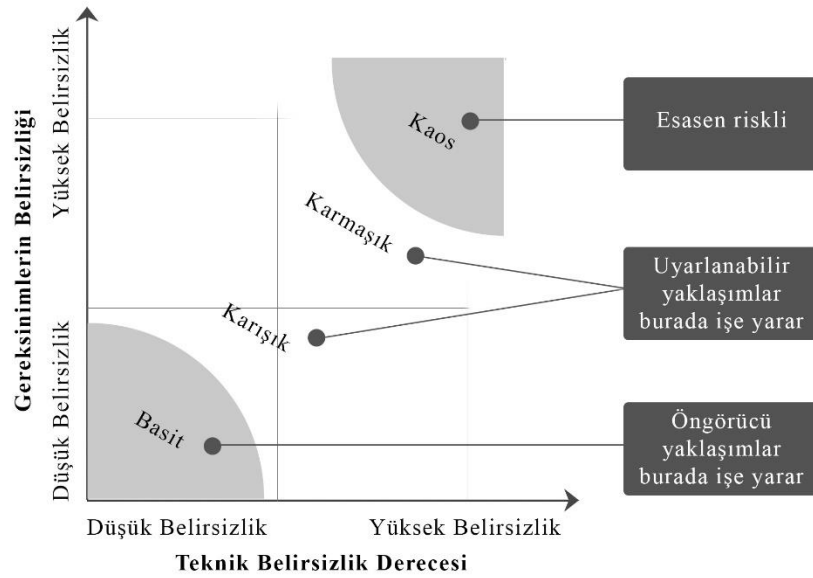 Gereksinimlerin Belirsizliği
Yüksek Belirsizlik
Düşük Belirsizlik
Kaos
Karmaşık
Karışık
Basit
Esasen riskli
Uyarlanabilir
yaklaşımlar
burada işe yarar
Öngörücü
yaklaşımlar
burada işe yarar
Düşük Belirsizlik
Yüksek Belirsizlik
Teknik Belirsizlik Derecesi